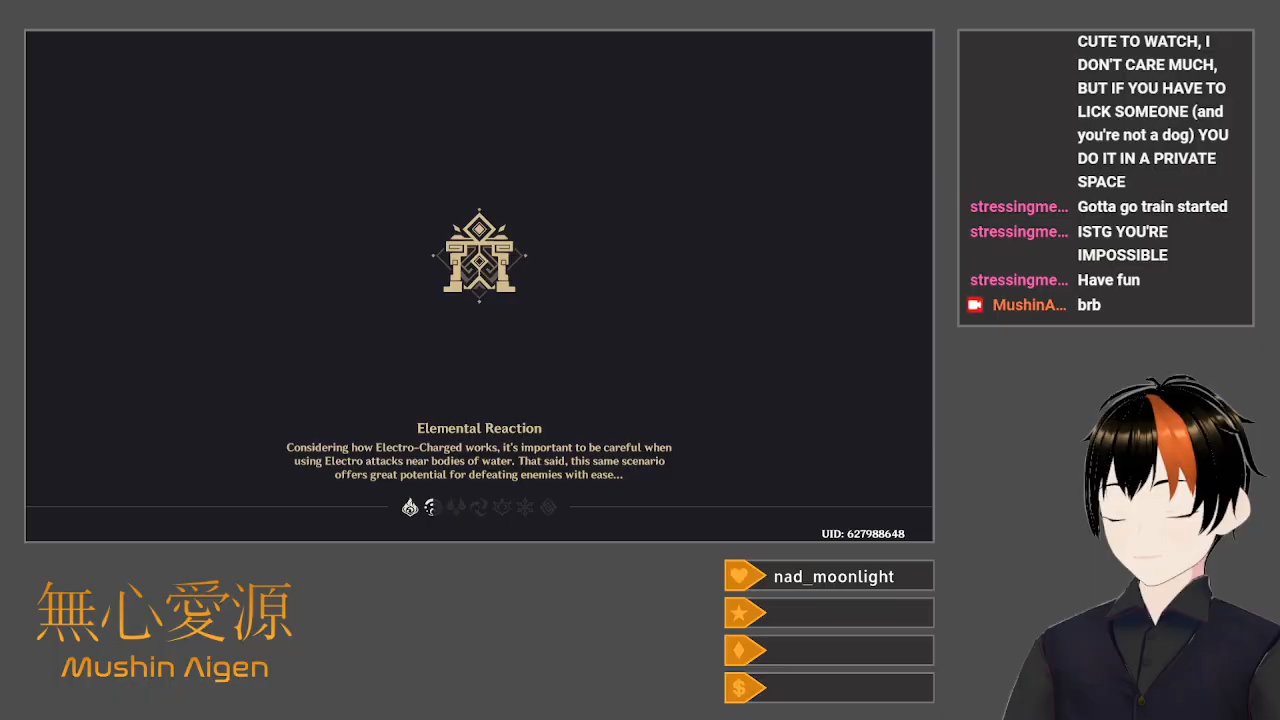 CUTE TO WATCH, I
DON'T CARE MUCH,
BUT IF YOU HAVE TO
LICK SOMEONE (and
you're not a dog) YOU
DO IT IN A PRIVATE
SPACE
stressingme... Gotta go train started
stressingme... ISTG YOU'RE
IMPOSSIBLE
stressingme... Have fun
MushinA... brb
Elemental Reaction
Considering how Electro-Charged works, it's important to be careful when
using Electro attacks near bodies of water. That said, this same scenario
offers great potential for defeating enemies with ease...
UID: 627988648
nad_moonlight
無心愛源
Mushin Aigen